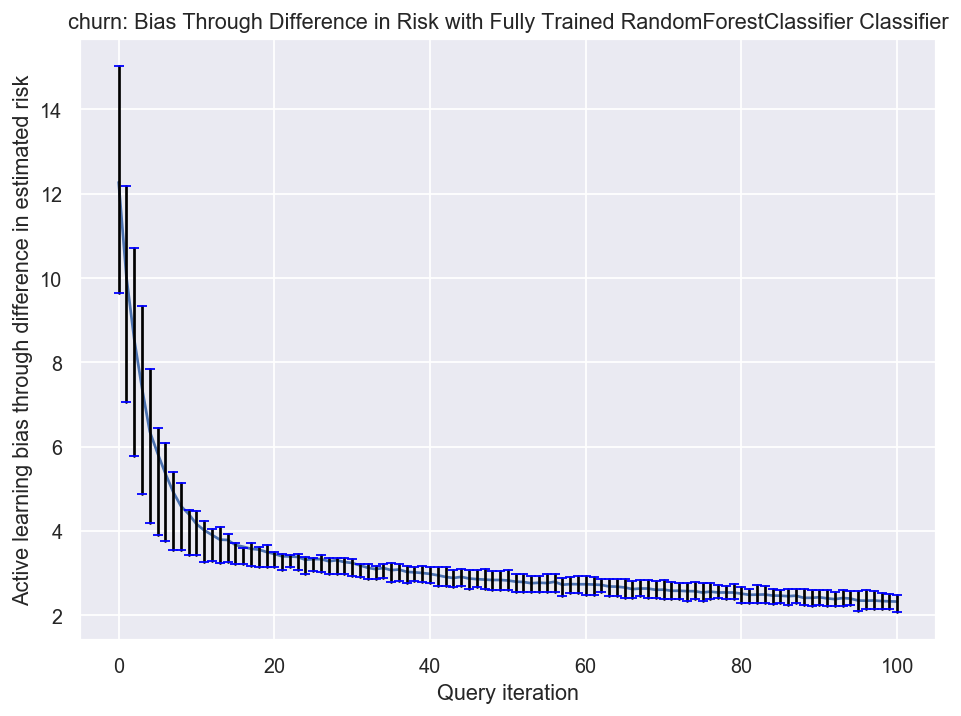 churn: Bias Through Difference in Risk with Fully Trained RandomForestClassifier Classifier
Active learning bias through difference in estimated risk
14
12
10
8
6
4
2
0 20 40 60 80 100
Query iteration